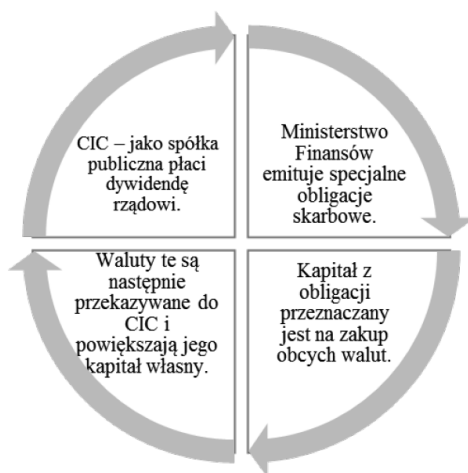 CIC – jako spółka
publiczna płaci
dywidendę
rządowi.
Ministerstwo
Finansów
emituje specjalne
obligacje
skarbowe.
Waluty te są
następnie
przekazywane do
CIC i
powiększają jego
kapitał własny.
Kapitał z
obligacji
przeznaczany
jest na zakup
obcych walut.